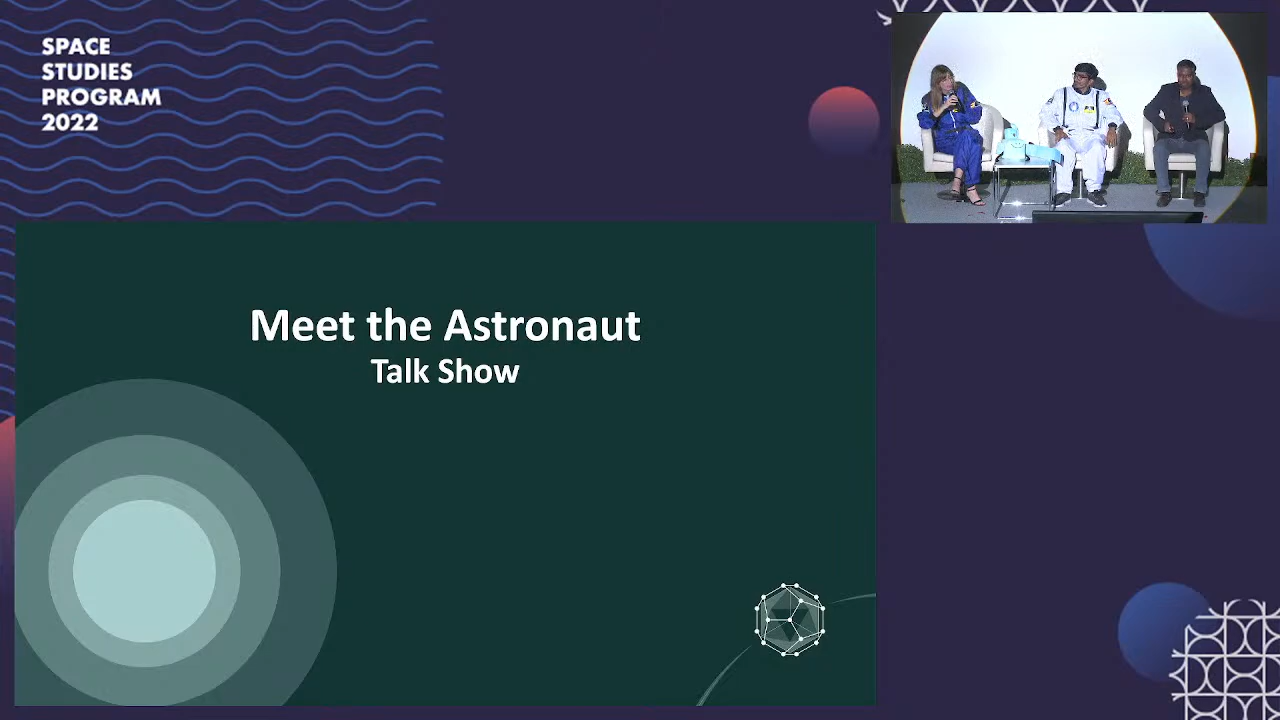 SPACE
STUDIES
PROGRAM
2022
Meet the Astronaut
Talk Show